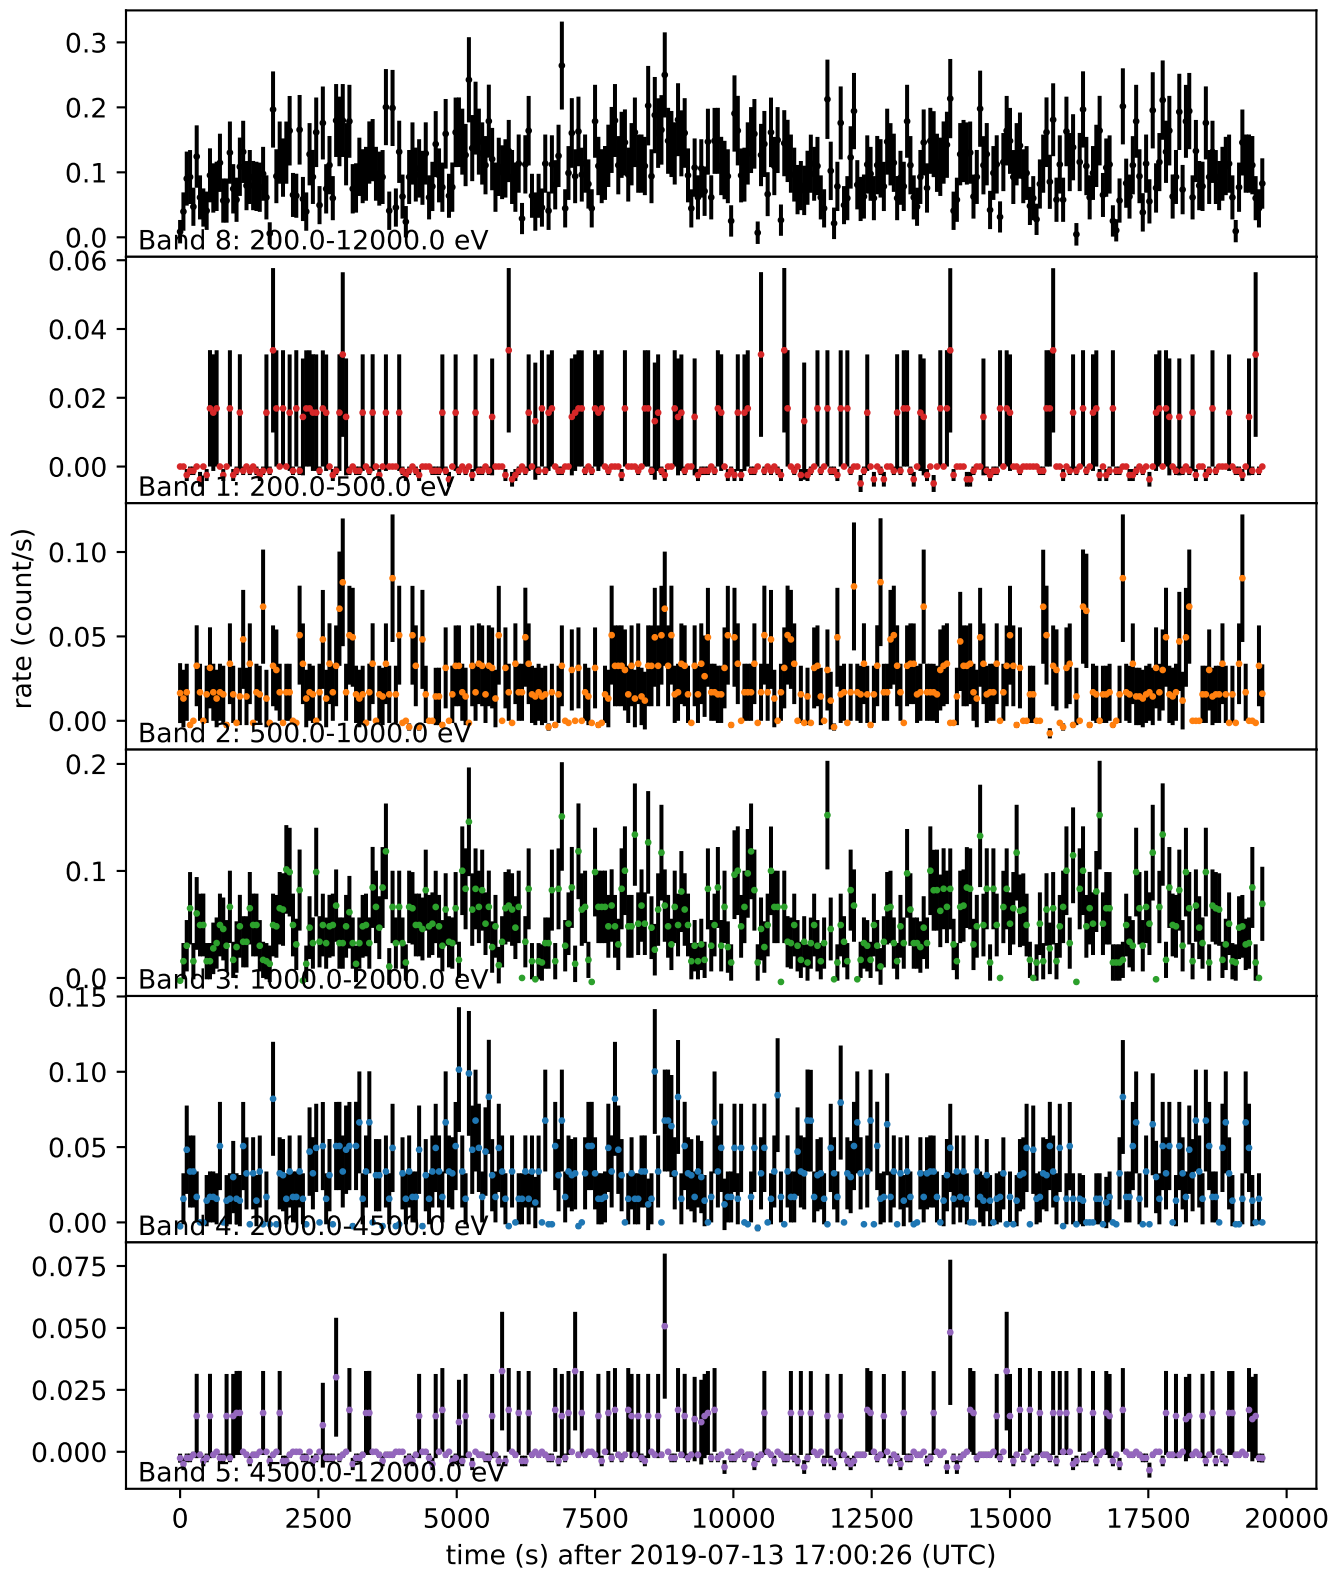 0.3
0.2
0.1
0.0
Band 8: 200.0-12000.0 eV
0.06
0.04
0.02
0.00
Band 1: 200.0-500.0 eV
rate (count/s)
0.10
0.05
0.00
Band 2: 500.0-1000.0 eV
0.2
0.1
0.0
Band 3: 1000.0-2000.0 eV
0.15
0.10
0.05
0.00
Band 4: 2000.0-4500.0 eV
0.075
0.050
0.025
0.000
Band 5: 4500.0-12000.0 eV
0 2500 5000 7500 10000 12500 15000 17500 20000
time (s) after 2019-07-13 17:00:26 (UTC)